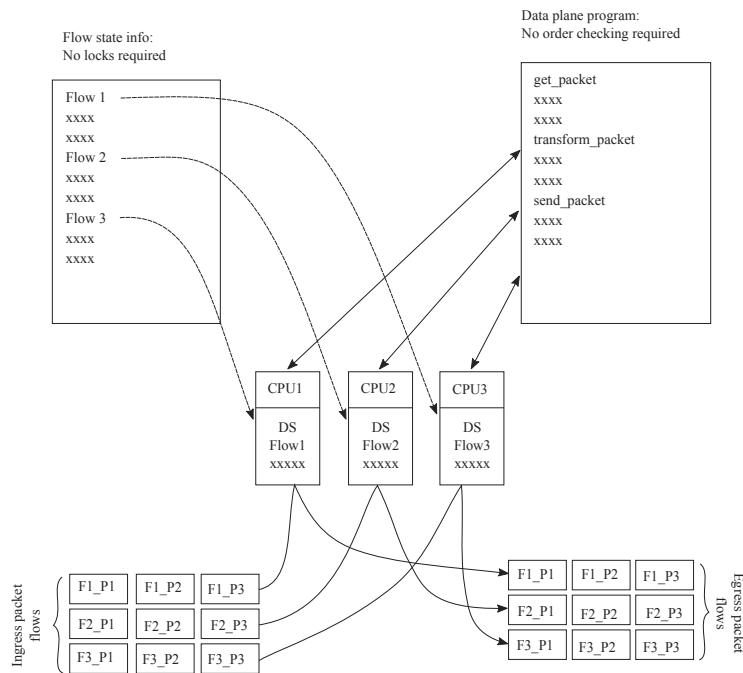 Flow state info:
No locks required
Flow 1
xxxx
xxxx
Flow 2
xxxx
xxxx
Flow 3
xxxx
xxxx
Data plane program:
No order checking required
get_packet
xxxx
xxxx
transform_packet
xxxx
xxxx
send_packet
xxxx
xxxx
CPU1
DS
Flow1
xxxxx
CPU2
DS
Flow2
xxxxx
CPU3
DS
Flow3
xxxxx
Ingress packet
flows
F1_P1 F1_P2 F1_P3
F2_P1 F2_P2 F2_P3
F3_P1 F3_P2 F3_P3
F1_P1 F1_P2 F1_P3
F2_P1 F2_P2 F2_P3
F3_P1 F3_P2 F3_P3
Egress packet
flows